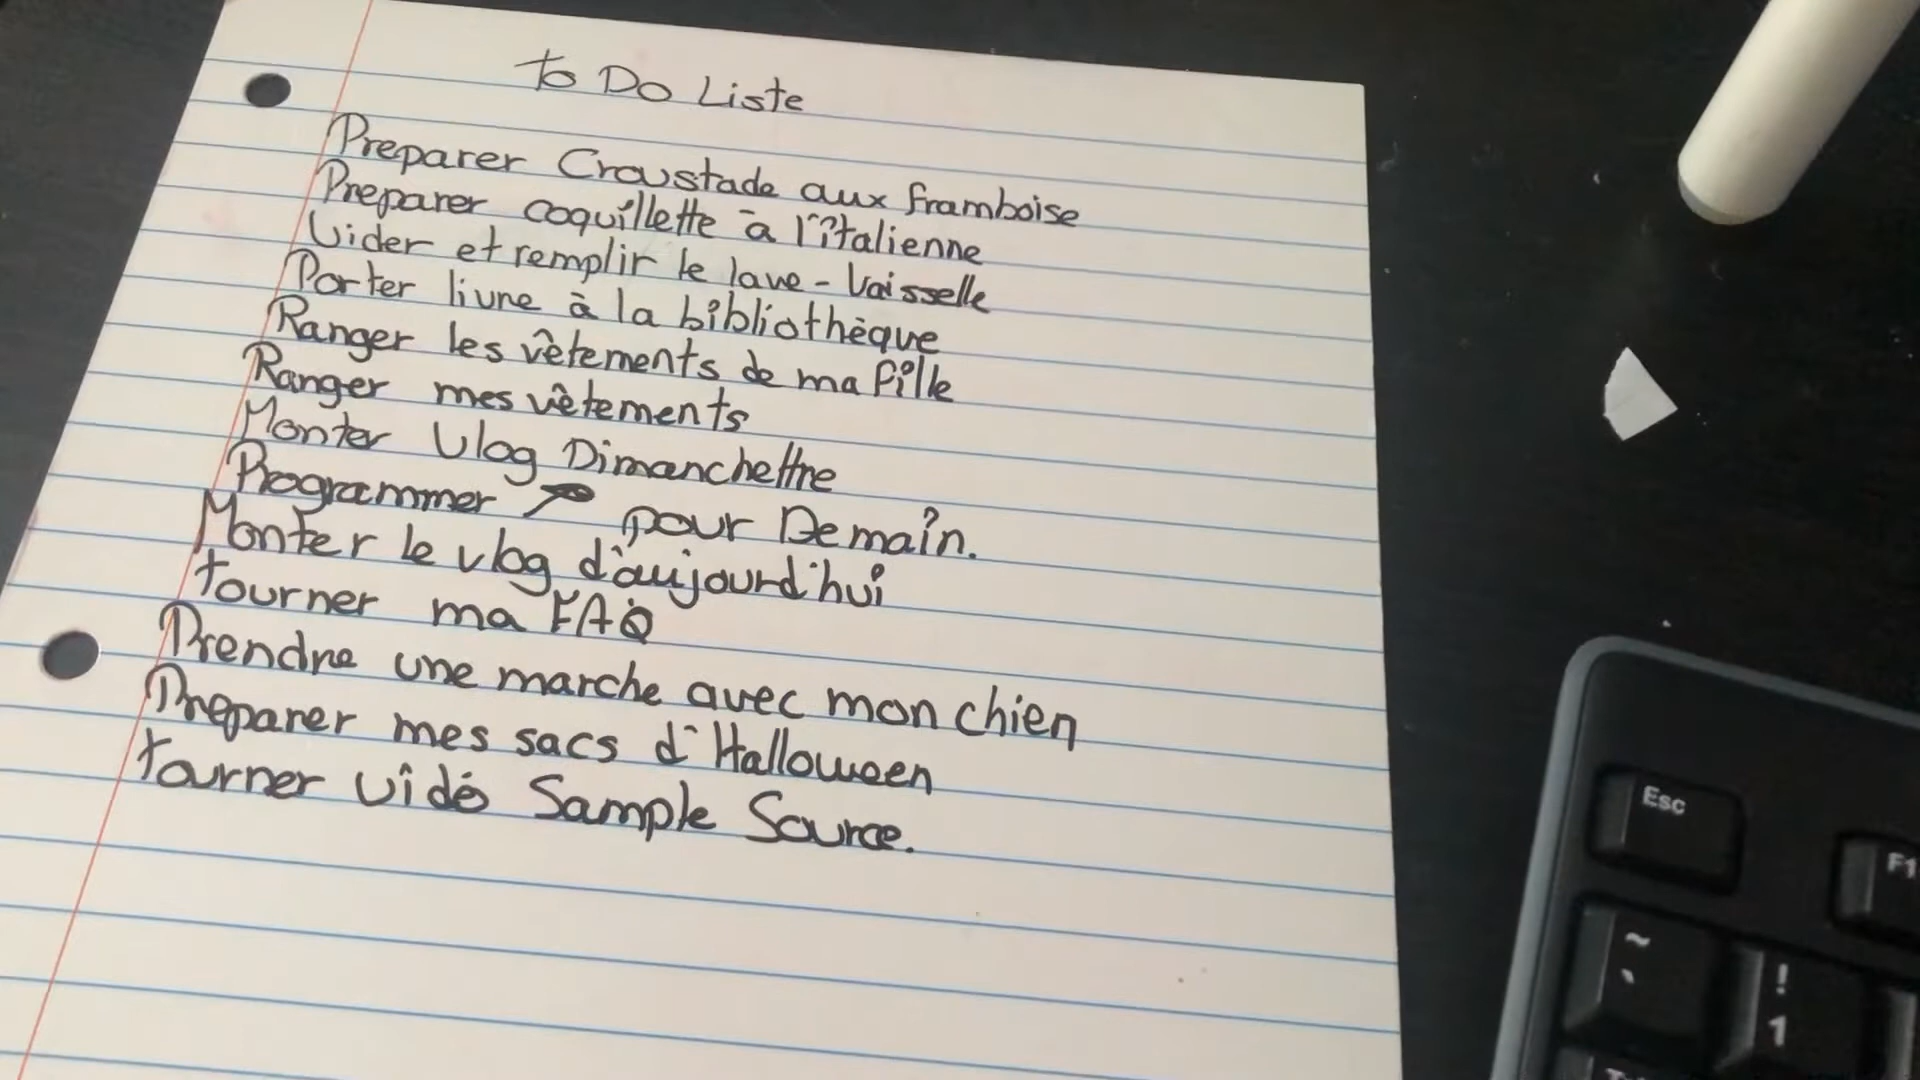 To Do Liste
Preparer Croustade aux framboise
Preparer coquillette à l'italienne
Vider et remplir le lave-vaisselle
Porter livre à la bibliothèque
Ranger les vêtements de ma fille
Ranger mes vêtements
Monter Vlog Dimanchettre
Programmer ↗ pour Demain.
Monter le vlog d'aujourd'hui
tourner ma FAQ
Prendre une marche avec mon chien
Preparer mes sacs d'Halloween
tourner vidéo Sample Source.
Esc
F1
~
`
!
1